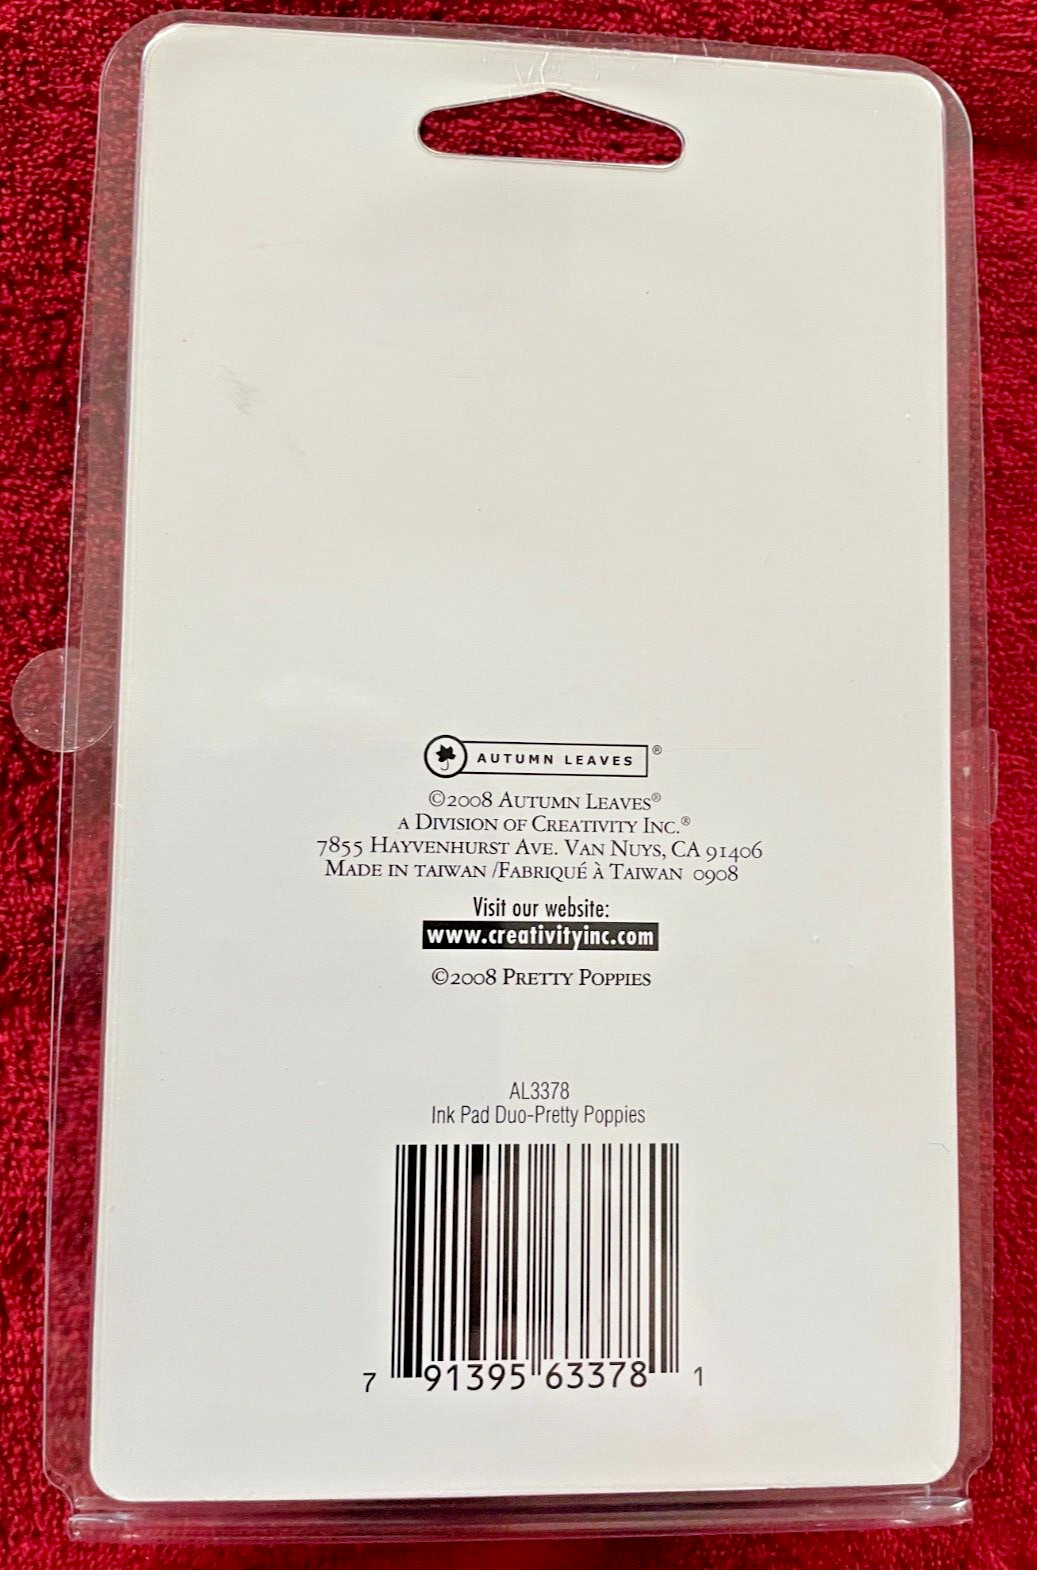 AUTUMN LEAVES®
©2008 AUTUMN LEAVES®
A DIVISION OF CREATIVITY INC.®
7855 HAYVENHURST AVE. VAN NUYS, CA 91406
MADE IN TAIWAN /FABRIQUÉ À TAIWAN 0908
Visit our website:
www.creativityinc.com
©2008 PRETTY POPPIES
AL3378
Ink Pad Duo-Pretty Poppies
7 91395 63378 1